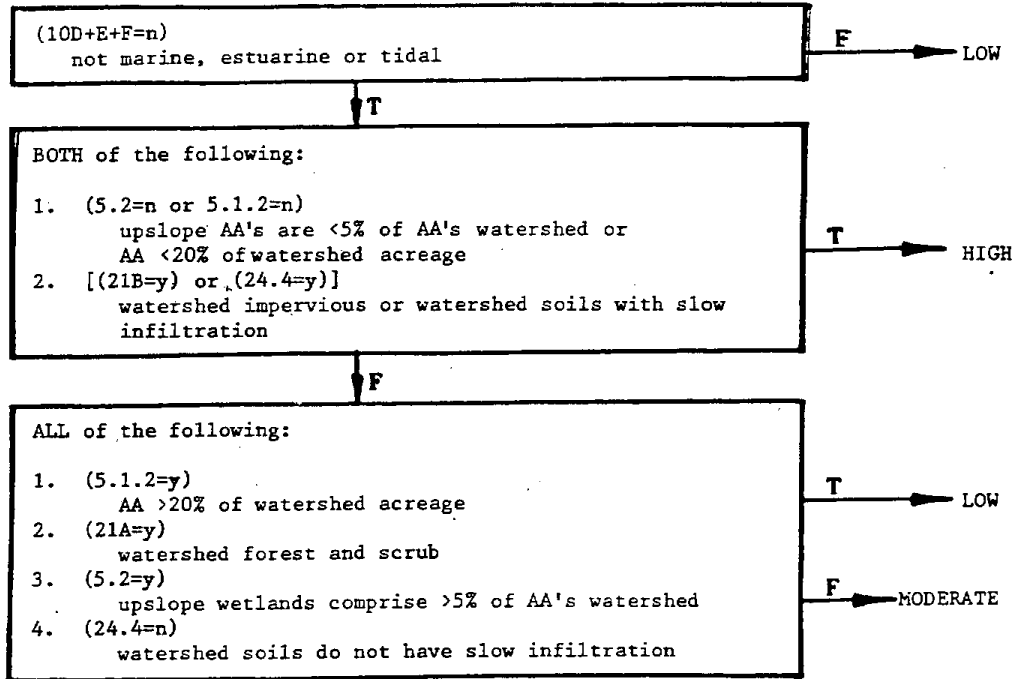 (10D+E+F=n)
not marine, estuarine or tidal
F
LOW
T
BOTH of the following:
1. (5.2=n or 5.1.2=n)
upslope AA's are <5% of AA's watershed or
AA <20% of watershed acreage
2. [(21B=y) or (24.4=y)]
watershed impervious or watershed soils with slow
infiltration
T
HIGH
F
ALL of the following:
1. (5.1.2=y)
AA >20% of watershed acreage
2. (21A=y)
watershed forest and scrub
3. (5.2=y)
upslope wetlands comprise >5% of AA's watershed
4. (24.4=n)
watershed soils do not have slow infiltration
T
LOW
F
MODERATE